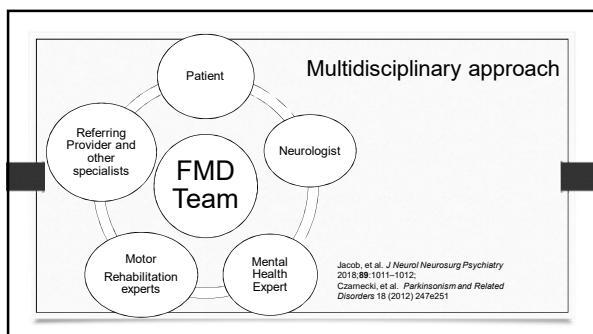 Multidisciplinary approach
Patient
Neurologist
Mental
Health
Expert
Motor
Rehabilitation
experts
Referring
Provider and
other
specialists
FMD
Team
Jacob, et al. J Neurol Neurosurg Psychiatry
2018;89:1011–1012;
Czarnecki, et al. Parkinsonism and Related
Disorders 18 (2012) 247e251